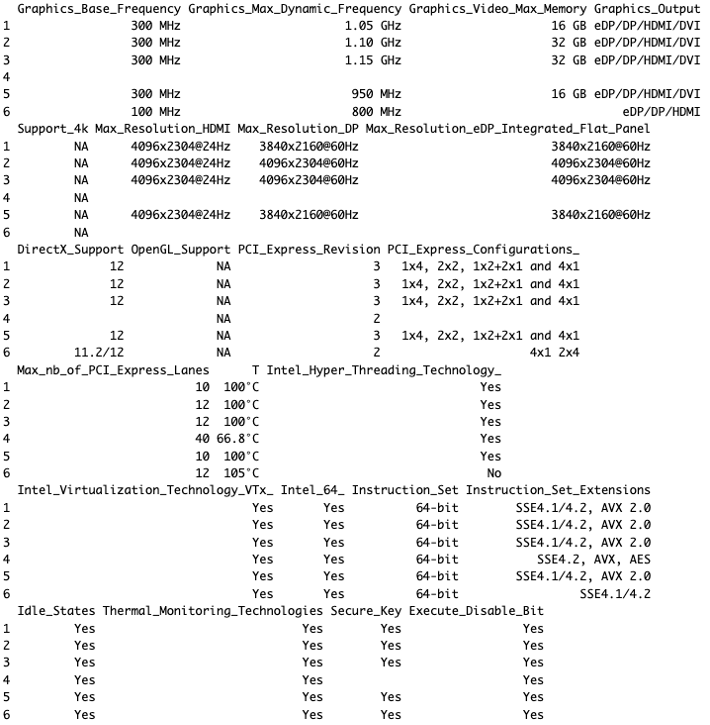 Graphics_Base_Frequency Graphics_Max_Dynamic_Frequency Graphics_Video_Max_Memory Graphics_Output
1 300 MHz 1.05 GHz 16 GB eDP/DP/HDMI/DVI
2 300 MHz 1.10 GHz 32 GB eDP/DP/HDMI/DVI
3 300 MHz 1.15 GHz 32 GB eDP/DP/HDMI/DVI
4
5 300 MHz 950 MHz 16 GB eDP/DP/HDMI/DVI
6 100 MHz 800 MHz eDP/DP/HDMI
Support_4k Max_Resolution_HDMI Max_Resolution_DP Max_Resolution_eDP_Integrated_Flat_Panel
1 NA 4096x2304@24Hz 3840x2160@60Hz 3840x2160@60Hz
2 NA 4096x2304@24Hz 4096x2304@60Hz 4096x2304@60Hz
3 NA 4096x2304@24Hz 4096x2304@60Hz 4096x2304@60Hz
4 NA
5 NA 4096x2304@24Hz 3840x2160@60Hz 3840x2160@60Hz
6 NA
DirectX_Support OpenGL_Support PCI_Express_Revision PCI_Express_Configurations_
1 12 NA 3 1x4, 2x2, 1x2+2x1 and 4x1
2 12 NA 3 1x4, 2x2, 1x2+2x1 and 4x1
3 12 NA 3 1x4, 2x2, 1x2+2x1 and 4x1
4 NA 2
5 12 NA 3 1x4, 2x2, 1x2+2x1 and 4x1
6 11.2/12 NA 2 4x1 2x4
Max_nb_of_PCI_Express_Lanes T Intel_Hyper_Threading_Technology_
1 10 100°C Yes
2 12 100°C Yes
3 12 100°C Yes
4 40 66.8°C Yes
5 10 100°C Yes
6 12 105°C No
Intel_Virtualization_Technology_VTx_ Intel_64_ Instruction_Set Instruction_Set_Extensions
1 Yes Yes 64-bit SSE4.1/4.2, AVX 2.0
2 Yes Yes 64-bit SSE4.1/4.2, AVX 2.0
3 Yes Yes 64-bit SSE4.1/4.2, AVX 2.0
4 Yes Yes 64-bit SSE4.2, AVX, AES
5 Yes Yes 64-bit SSE4.1/4.2, AVX 2.0
6 Yes Yes 64-bit SSE4.1/4.2
Idle_States Thermal_Monitoring_Technologies Secure_Key Execute_Disable_Bit
1 Yes Yes Yes Yes
2 Yes Yes Yes Yes
3 Yes Yes Yes Yes
4 Yes Yes Yes
5 Yes Yes Yes Yes
6 Yes Yes Yes Yes